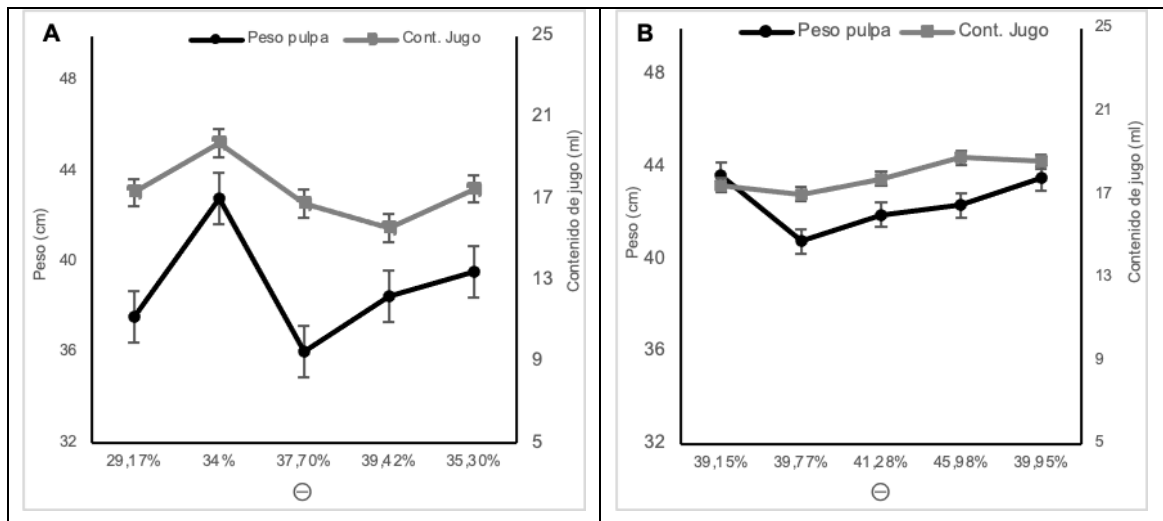 A
Peso pulpa
Cont. Jugo
Peso (cm)
48
44
40
36
32
25
21
17
13
9
5
Contenido de jugo (ml)
29,17%
34%
37,70%
39,42%
35,30%
Θ
B
Peso pulpa
Cont. Jugo
Peso (cm)
48
44
40
36
32
25
21
17
13
9
5
Contenido de jugo (ml)
39,15%
39,77%
41,28%
45,98%
39,95%
Θ